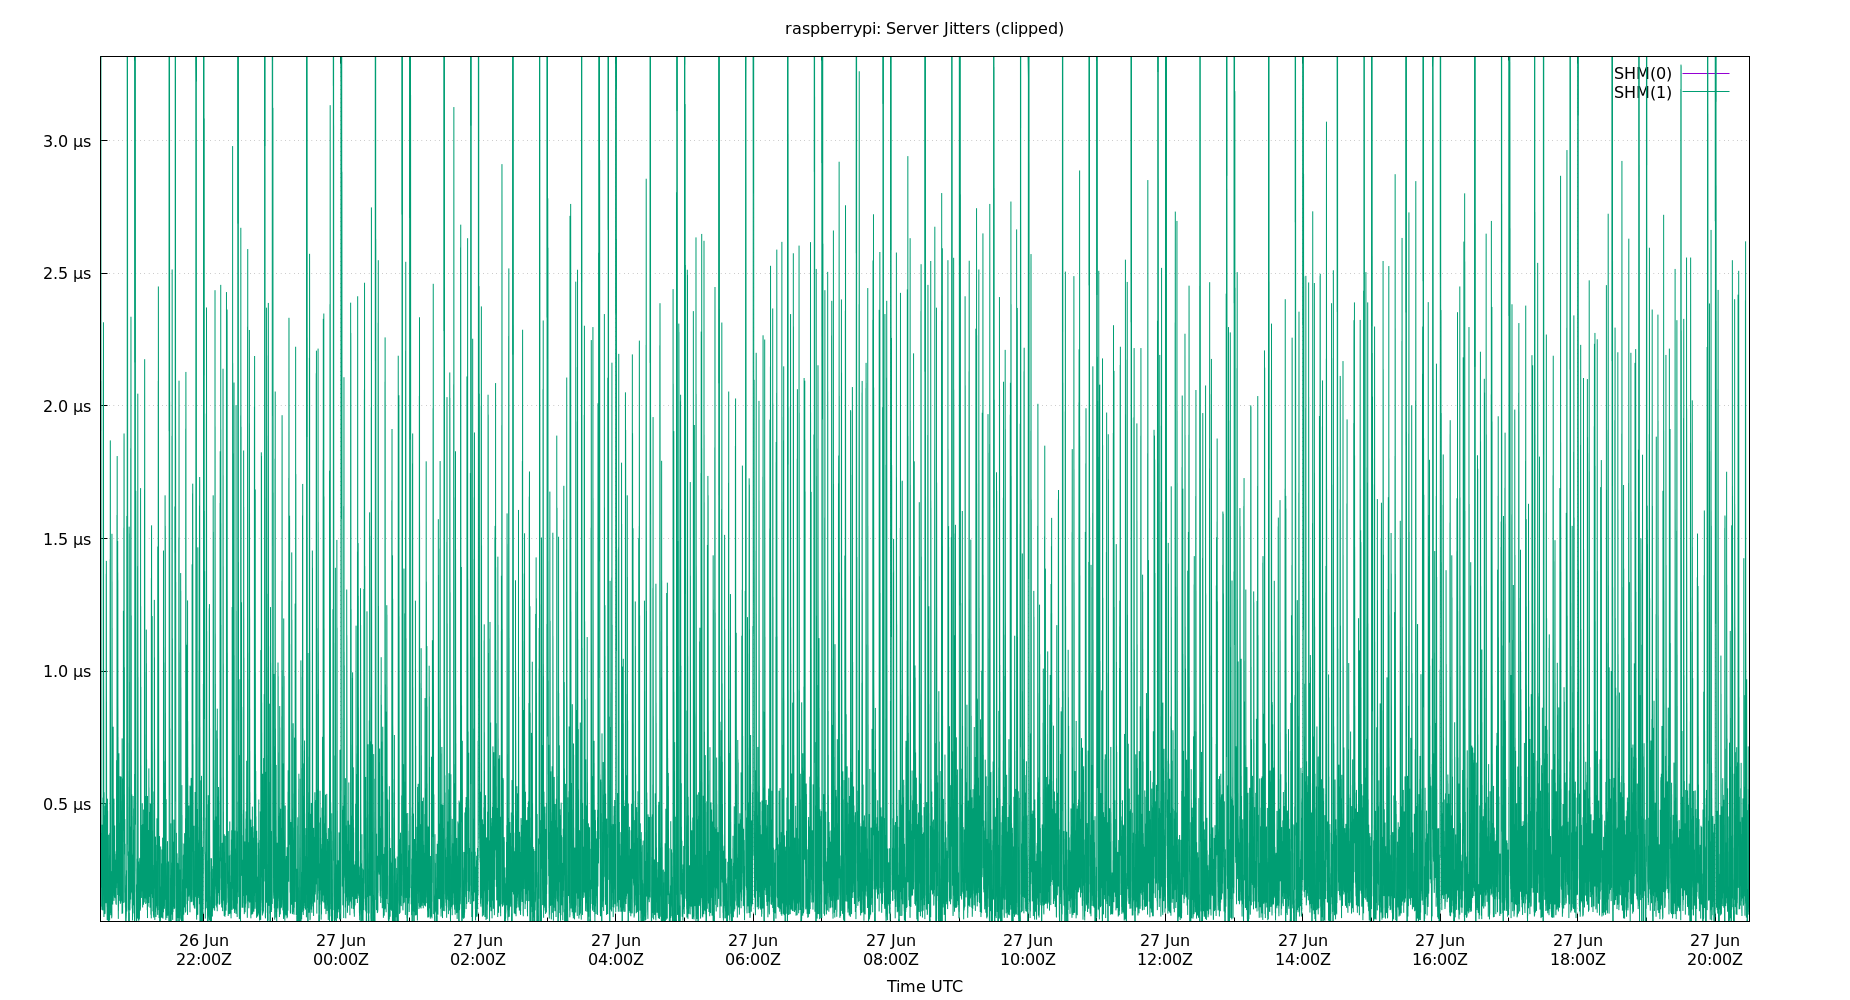 raspberrypi: Server Jitters (clipped)
SHM(0)
SHM(1)
3.0 µs
2.5 µs
2.0 µs
1.5 µs
1.0 µs
0.5 µs
26 Jun 27 Jun 27 Jun 27 Jun 27 Jun 27 Jun 27 Jun 27 Jun 27 Jun 27 Jun 27 Jun 27 Jun
22:00Z 00:00Z 02:00Z 04:00Z 06:00Z 08:00Z 10:00Z 12:00Z 14:00Z 16:00Z 18:00Z 20:00Z
Time UTC